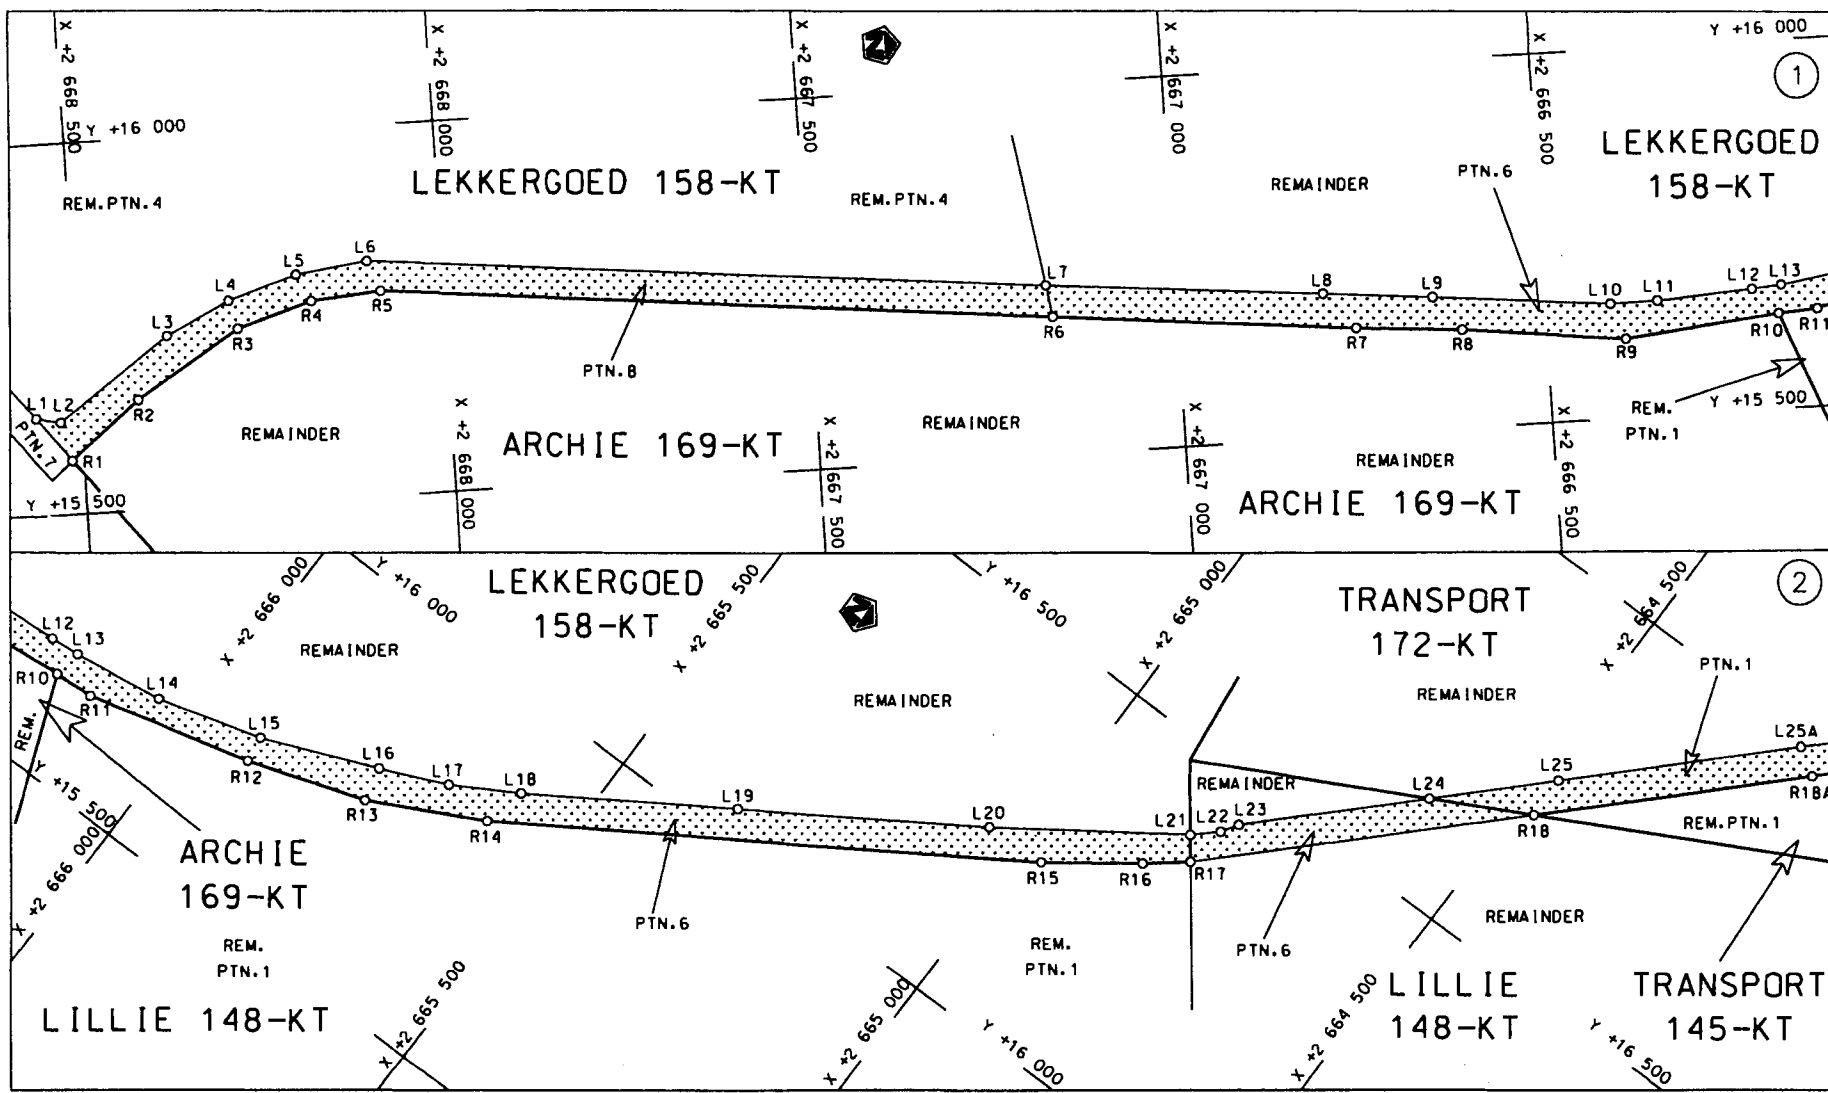 X +2 668 500
X +2 668 000
X +2 667 500
X +2 667 000
X +2 666 500
Y +16 000
1
N
Y +16 000
LEKKERGOED
158-KT
LEKKERGOED 158-KT
REM.PTN.4
REM.PTN.4
REMAINDER
PTN.6
L1
L2
L3
L4
L5
L6
L7
L8
L9
L10
L11
L12
L13
R1
R2
R3
R4
R5
R6
R7
R8
R9
R10
R11
PTN.7
PTN.8
REM.
PTN.1
Y +15 500
REMAINDER
ARCHIE 169-KT
REMAINDER
REMAINDER
ARCHIE 169-KT
Y +15 500
X +2 668 000
X +2 667 500
X +2 667 000
X +2 666 500
2
X +2 666 000
Y +16 000
LEKKERGOED
158-KT
N
X +2 665 500
Y +16 500
X +2 665 000
TRANSPORT
172-KT
X +2 664 500
PTN.1
REMAINDER
REMAINDER
REMAINDER
L12
L13
L14
L15
L16
L17
L18
L19
L20
L21
L22
L23
L24
L25
L25A
REMAINDER
R10
R11
R12
R13
R14
R15
R16
R17
R18
R18A
REM.
Y +15 500
X +2 666 000
ARCHIE
169-KT
REM.
PTN.1
LILLIE 148-KT
X +2 665 500
PTN.6
REM.
PTN.1
X +2 665 000
Y +16 000
PTN.6
REMAINDER
REM.PTN.1
X +2 664 500
LILLIE
148-KT
Y +16 500
TRANSPORT
145-KT